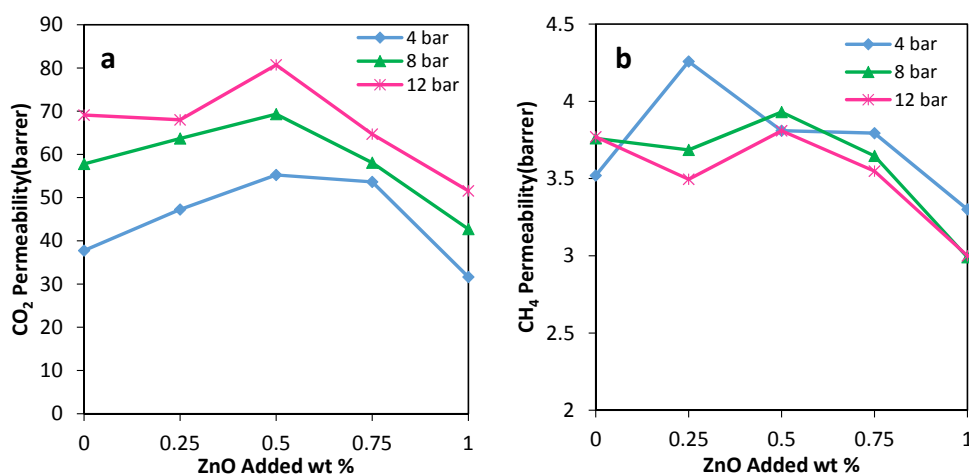 a
4 bar
8 bar
12 bar
CO₂ Permeability(barrer)
90
80
70
60
50
40
30
20
10
0
0 0.25 0.5 0.75 1
ZnO Added wt %
b
4 bar
8 bar
12 bar
CH₄ Permeability(barrer)
4.5
4
3.5
3
2.5
2
0 0.25 0.5 0.75 1
ZnO Added wt %